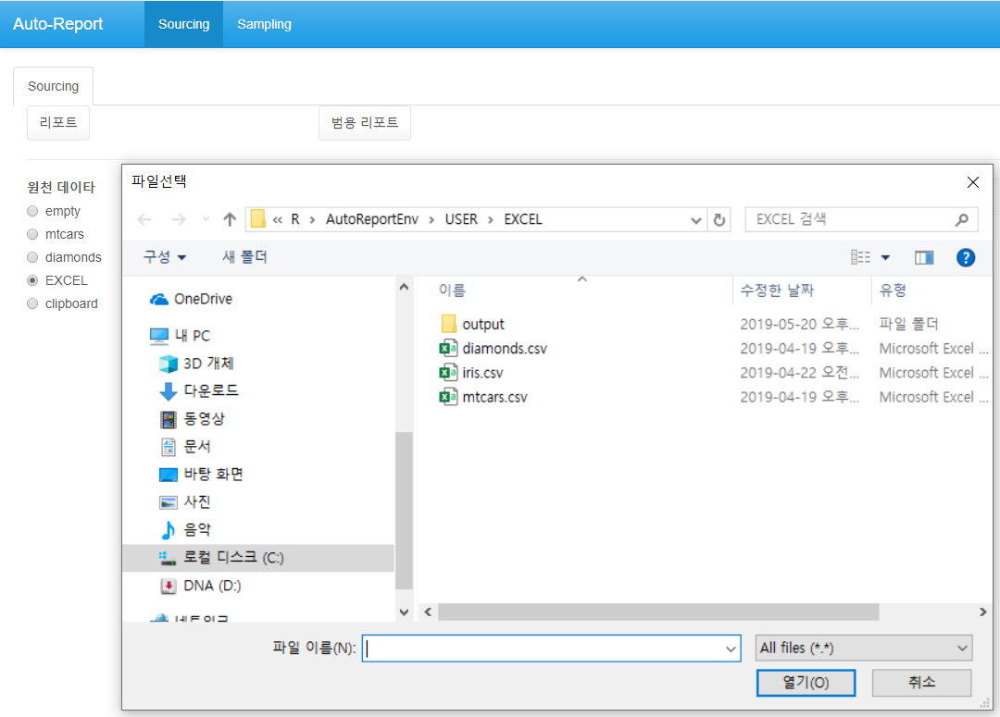 Auto-Report Sourcing Sampling
Sourcing
리포트 범용 리포트
원천 데이타
empty
mtcars
diamonds
EXCEL
clipboard
파일선택
« R › AutoReportEnv › USER › EXCEL
EXCEL 검색
구성 새 폴더
OneDrive
내 PC
3D 개체
다운로드
동영상
문서
바탕 화면
사진
음악
로컬 디스크 (C:)
DNA (D:)
네트워크
이름 수정한 날짜 유형
output 2019-05-20 오후... 파일 폴더
diamonds.csv 2019-04-19 오후... Microsoft Excel ...
iris.csv 2019-04-22 오전... Microsoft Excel ...
mtcars.csv 2019-04-19 오후... Microsoft Excel ...
파일 이름(N): All files (*.*)
열기(O) 취소